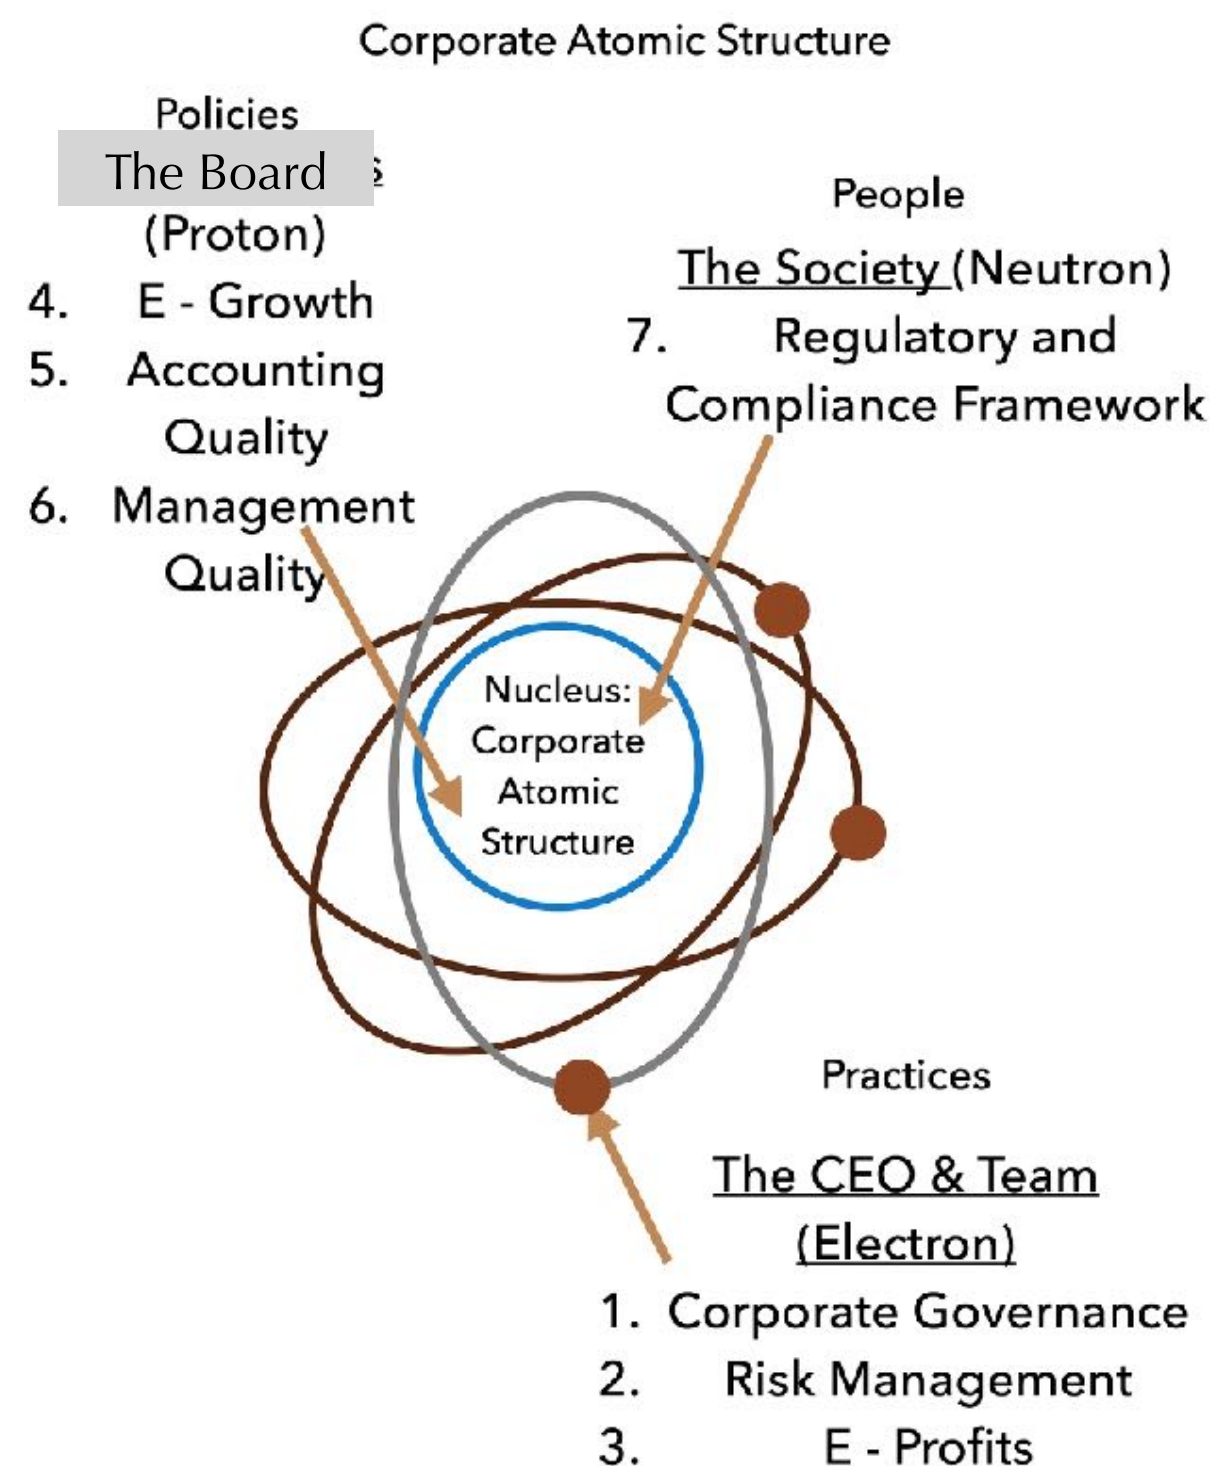 Corporate Atomic Structure
Policies
The Board
(Proton)
4. E - Growth
5. Accounting
Quality
6. Management
Quality
People
The Society (Neutron)
7. Regulatory and
Compliance Framework
Nucleus:
Corporate
Atomic
Structure
Practices
The CEO & Team
(Electron)
1. Corporate Governance
2. Risk Management
3. E - Profits